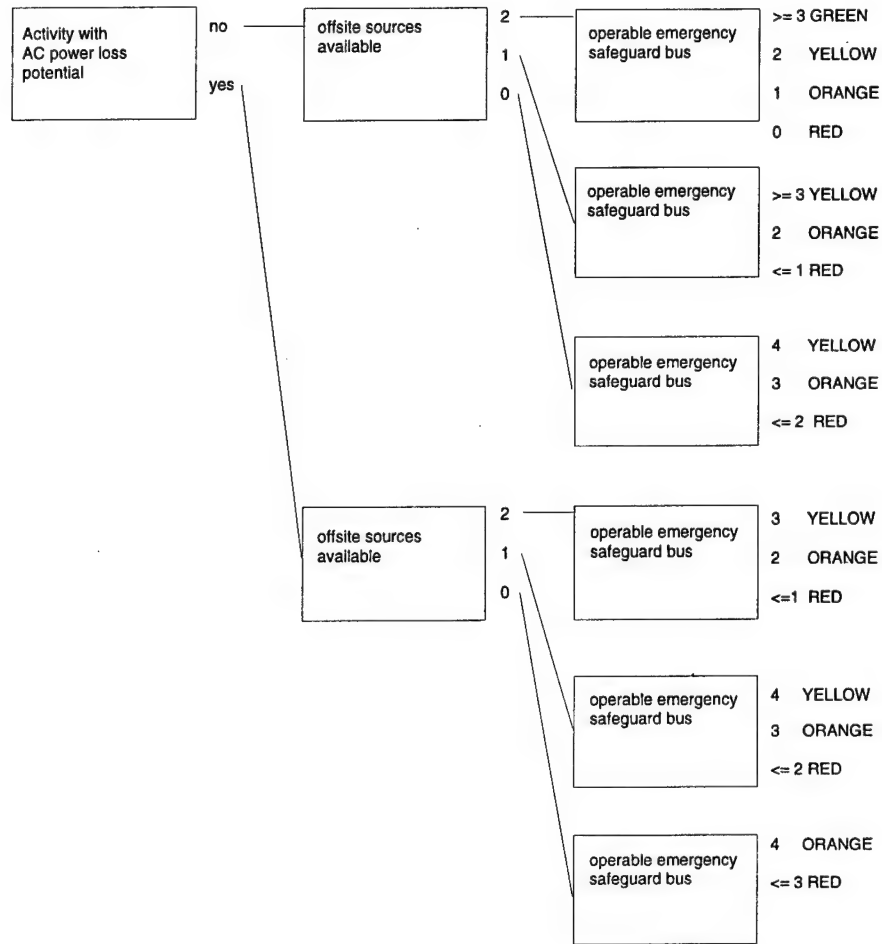 Activity with
AC power loss
potential
no
yes
offsite sources
available
2
1
0
operable emergency
safeguard bus
>= 3 GREEN
2 YELLOW
1 ORANGE
0 RED
operable emergency
safeguard bus
>= 3 YELLOW
2 ORANGE
<= 1 RED
operable emergency
safeguard bus
4 YELLOW
3 ORANGE
<= 2 RED
offsite sources
available
2
1
0
operable emergency
safeguard bus
3 YELLOW
2 ORANGE
<=1 RED
operable emergency
safeguard bus
4 YELLOW
3 ORANGE
<= 2 RED
operable emergency
safeguard bus
4 ORANGE
<= 3 RED